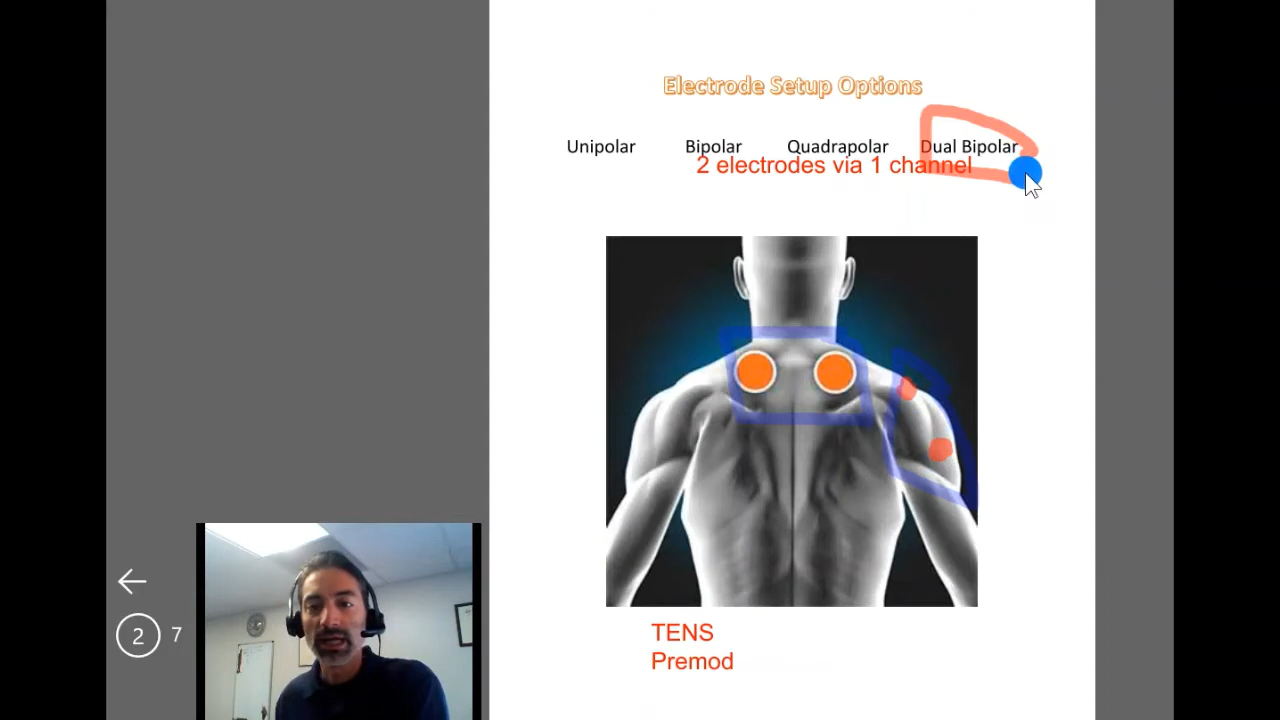 Electrode Setup Options
Unipolar Bipolar Quadrapolar Dual Bipolar
2 electrodes via 1 channel
TENS
Premod
2 7